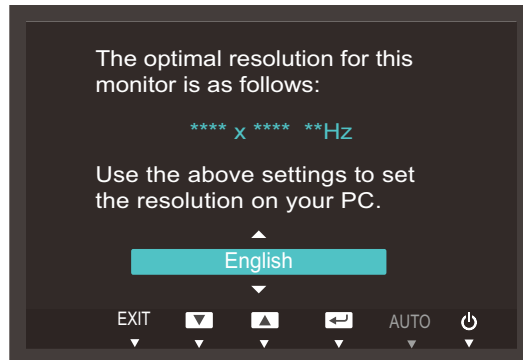 The optimal resolution for this
monitor is as follows:
**** x **** **Hz
Use the above settings to set
the resolution on your PC.
English
EXIT AUTO